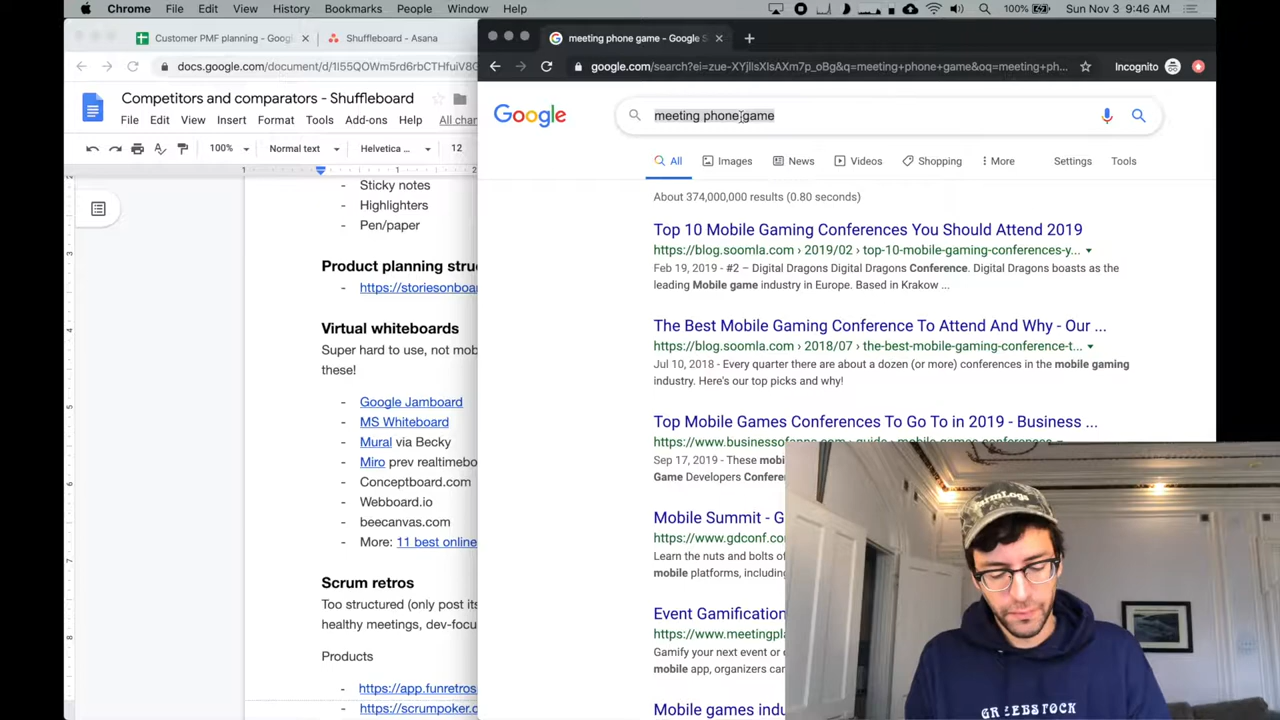 Chrome File Edit View History Bookmarks People Window Help 100% Sun Nov 3 9:46 AM
Customer PMF planning - Goog
Shuffleboard - Asana
meeting phone game - Google S
docs.google.com/document/d/1I55QOWm5rd6rbCTHfuiV8
google.com/search?ei=zue-XYjllsXIsAXm7p_oBg&q=meeting+phone+game&oq=meeting+ph...
Incognito
Competitors and comparators - Shuffleboard
File Edit View Insert Format Tools Add-ons Help All chan
100% Normal text Helvetica ... 12
Google
meeting phone game
All Images News Videos Shopping More Settings Tools
About 374,000,000 results (0.80 seconds)
Top 10 Mobile Gaming Conferences You Should Attend 2019
https://blog.soomla.com › 2019/02 › top-10-mobile-gaming-conferences-y...
Feb 19, 2019 - #2 – Digital Dragons Digital Dragons Conference. Digital Dragons boasts as the
leading Mobile game industry in Europe. Based in Krakow ...
The Best Mobile Gaming Conference To Attend And Why - Our ...
https://blog.soomla.com › 2018/07 › the-best-mobile-gaming-conference-t...
Jul 10, 2018 - Every quarter there are about a dozen (or more) conferences in the mobile gaming
industry. Here's our top picks and why!
Top Mobile Games Conferences To Go To in 2019 - Business ...
https://www.businessofapps.com › guide › mobile-games-conferences
Sep 17, 2019 - These mobi
Game Developers Confere
Mobile Summit - G
https://www.gdconf.co
Learn the nuts and bolts of
mobile platforms, including
Event Gamification
https://www.meetingpla
Gamify your next event or c
mobile app, organizers can
Mobile games indu
- Sticky notes
- Highlighters
- Pen/paper
Product planning stru
- https://storiesonboa
Virtual whiteboards
Super hard to use, not mob
these!
- Google Jamboard
- MS Whiteboard
- Mural via Becky
- Miro prev realtimebo
- Conceptboard.com
- Webboard.io
- beecanvas.com
- More: 11 best online
Scrum retros
Too structured (only post its
healthy meetings, dev-focu
Products
- https://app.funretros
- https://scrumpoker.c
FarmLogs